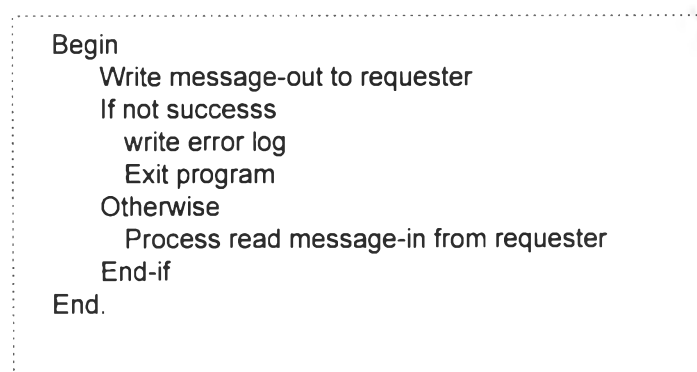 Begin
Write message-out to requester
If not successs
write error log
Exit program
Otherwise
Process read message-in from requester
End-if
End.